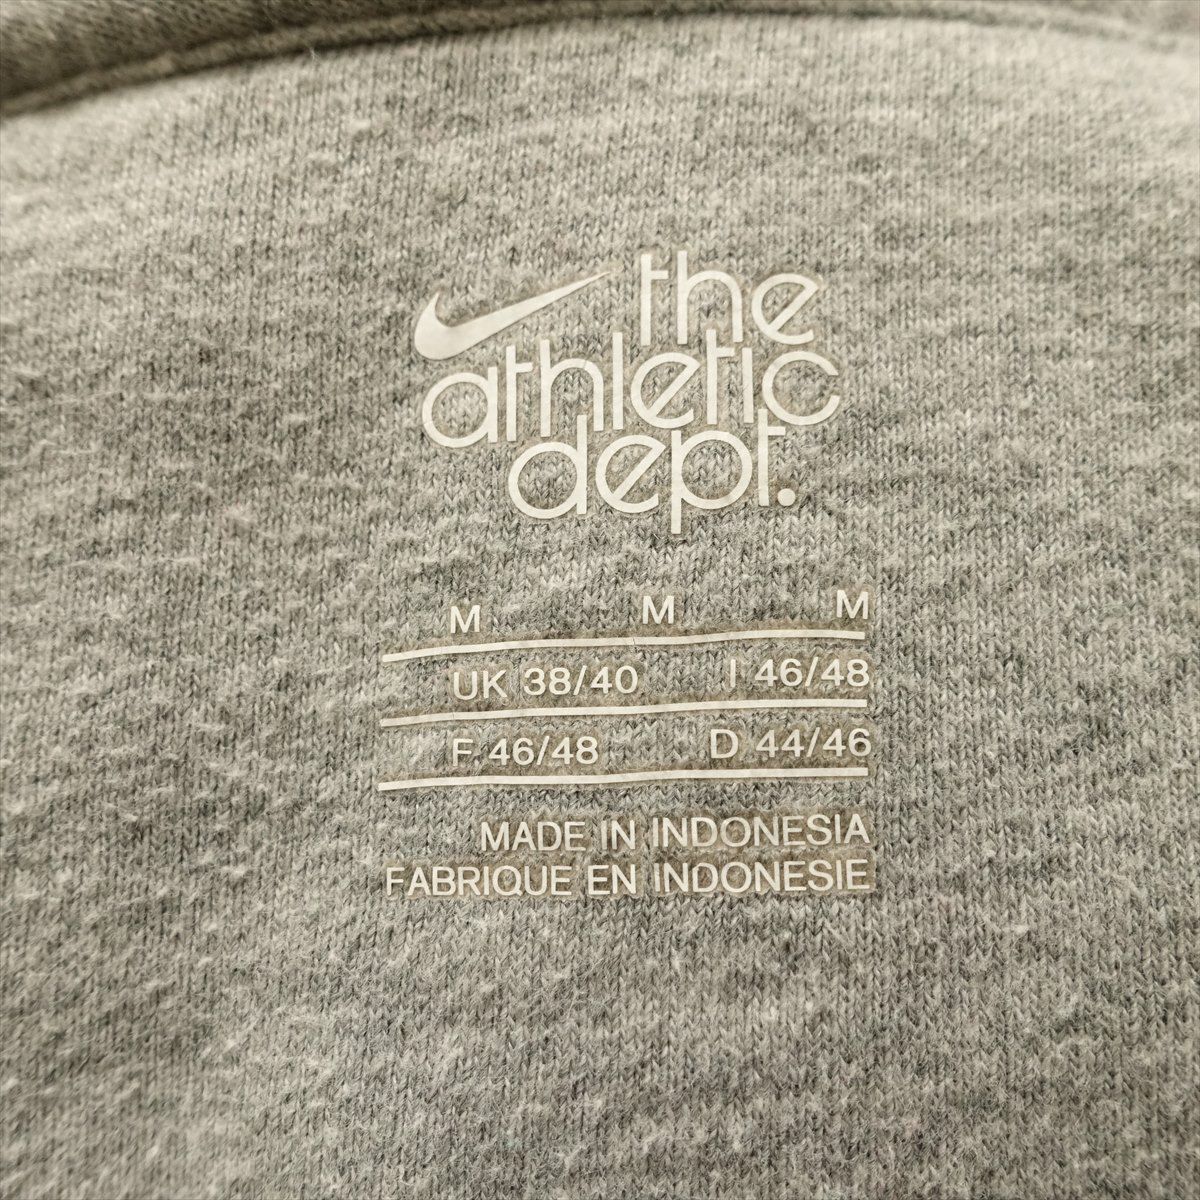 the
athletic
dept.
M M M
UK 38/40 I 46/48
F 46/48 D 44/46
MADE IN INDONESIA
FABRIQUE EN INDONESIE